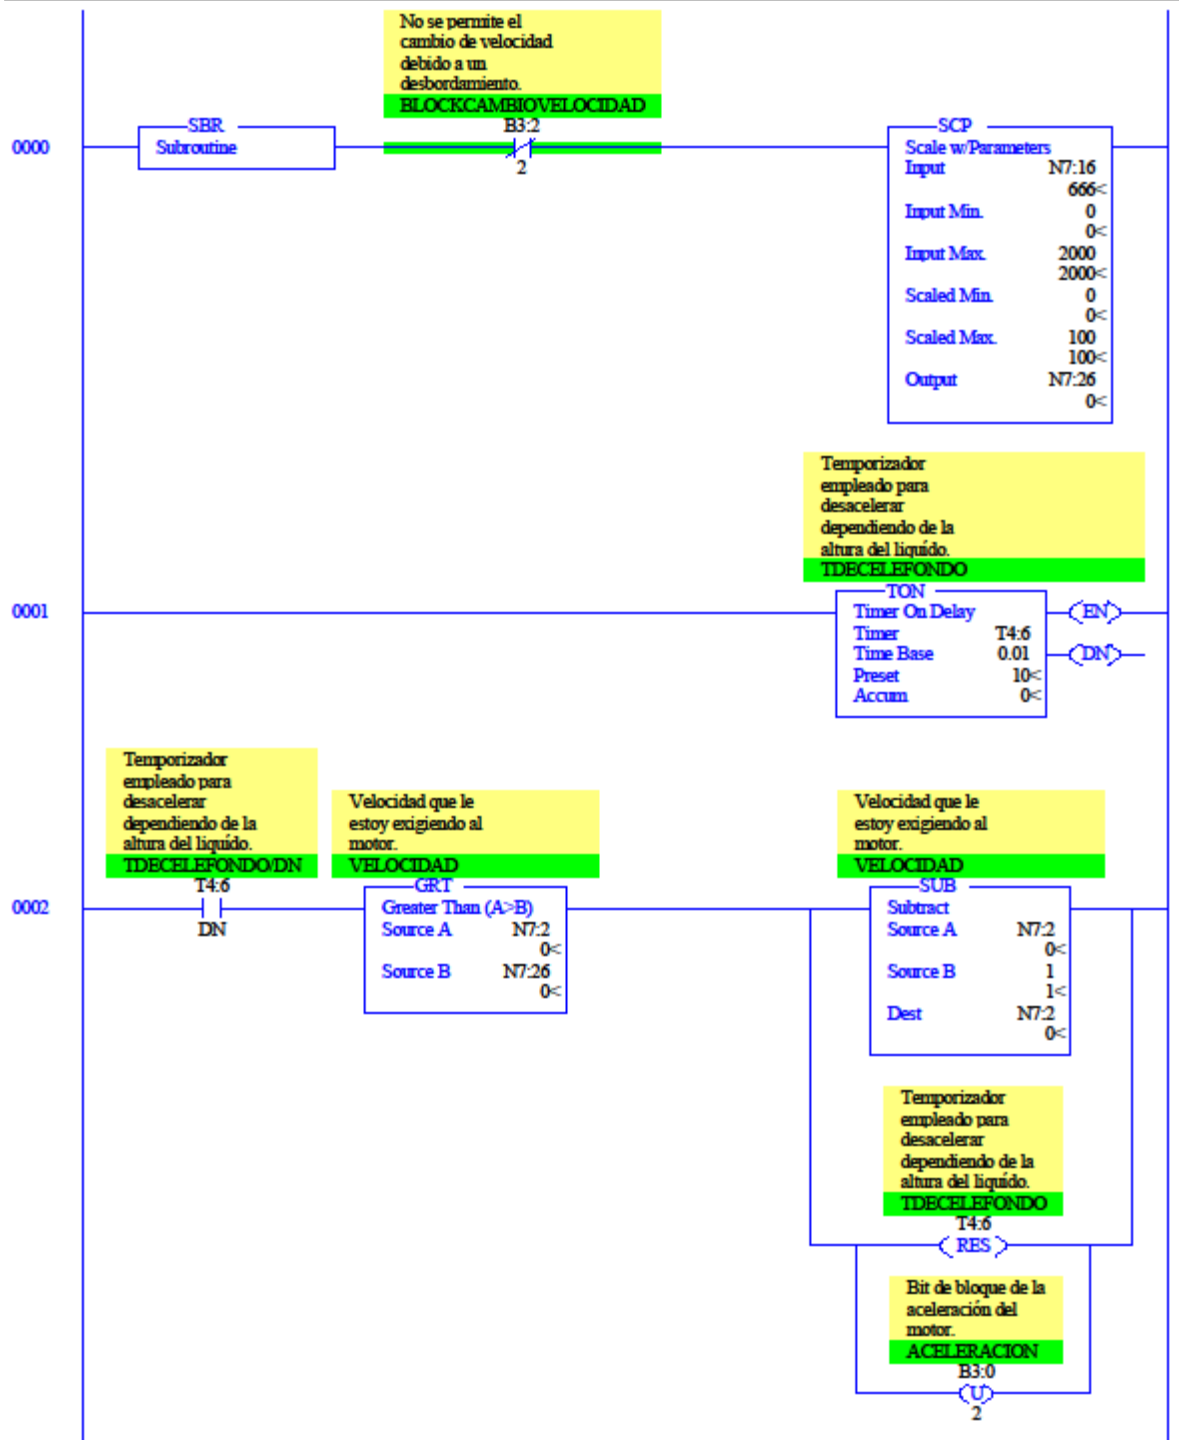 No se permite el
cambio de velocidad
debido a un
desbordamiento.
BLOCKCAMBIOVELOCIDAD
B3:2
2
0000
SBR
Subroutine
SCP
Scale w/Parameters
Input N7:16
666<
Input Min. 0
0<
Input Max. 2000
2000<
Scaled Min. 0
0<
Scaled Max. 100
100<
Output N7:26
0<
Temporizador
empleado para
desacelerar
dependiendo de la
altura del liquído.
TDECELEFONDO
0001
TON
Timer On Delay
Timer T4:6
Time Base 0.01
Preset 10<
Accum 0<
EN
DN
Temporizador
empleado para
desacelerar
dependiendo de la
altura del liquído.
TDECELEFONDO/DN
T4:6
DN
0002
Velocidad que le
estoy exigiendo al
motor.
VELOCIDAD
GRT
Greater Than (A>B)
Source A N7:2
0<
Source B N7:26
0<
Velocidad que le
estoy exigiendo al
motor.
VELOCIDAD
SUB
Subtract
Source A N7:2
0<
Source B 1
1<
Dest N7:2
0<
Temporizador
empleado para
desacelerar
dependiendo de la
altura del liquído.
TDECELEFONDO
T4:6
RES
Bit de bloque de la
aceleración del
motor.
ACELERACION
B3:0
U
2